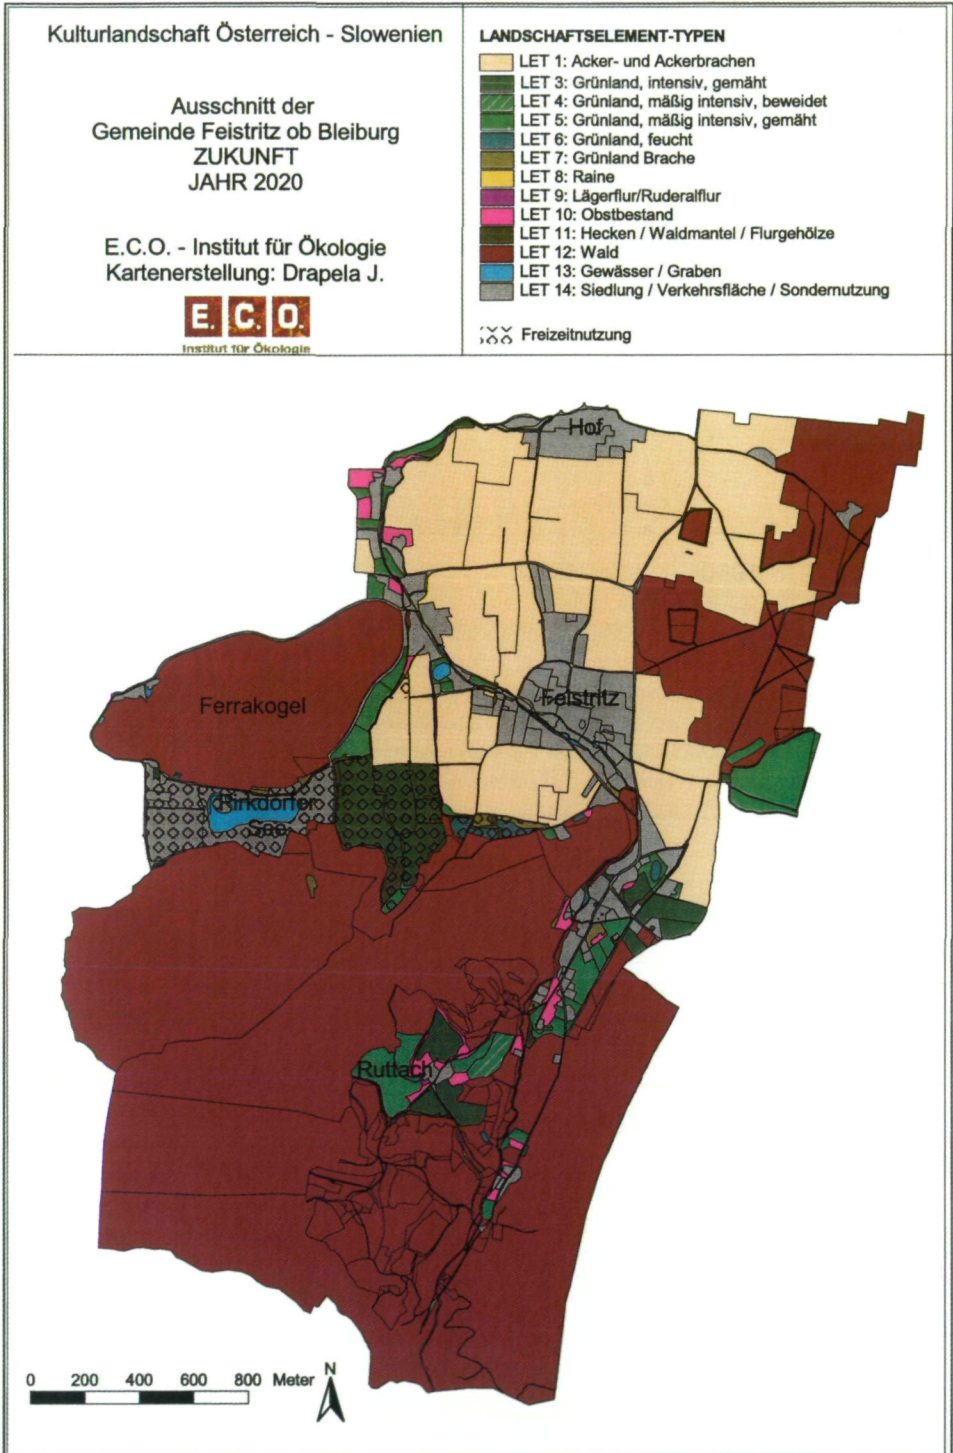 Kulturlandschaft Österreich - Slowenien
Ausschnitt der
Gemeinde Feistritz ob Bleiburg
ZUKUNFT
JAHR 2020
E.C.O. - Institut für Ökologie
Kartenerstellung: Drapela J.
E. C. O.
Institut für Ökologie
LANDSCHAFTSELEMENT-TYPEN
LET 1: Acker- und Ackerbrachen
LET 3: Grünland, intensiv, gemäht
LET 4: Grünland, mäßig intensiv, beweidet
LET 5: Grünland, mäßig intensiv, gemäht
LET 6: Grünland, feucht
LET 7: Grünland Brache
LET 8: Raine
LET 9: Lägerflur/Ruderalflur
LET 10: Obstbestand
LET 11: Hecken / Waldmantel / Flurgehölze
LET 12: Wald
LET 13: Gewässer / Graben
LET 14: Siedlung / Verkehrsfläche / Sondernutzung
Freizeitnutzung
Hof
Feistritz
Ferrakogel
Pirkdorfer
See
Ruttach
0 200 400 600 800 Meter
N